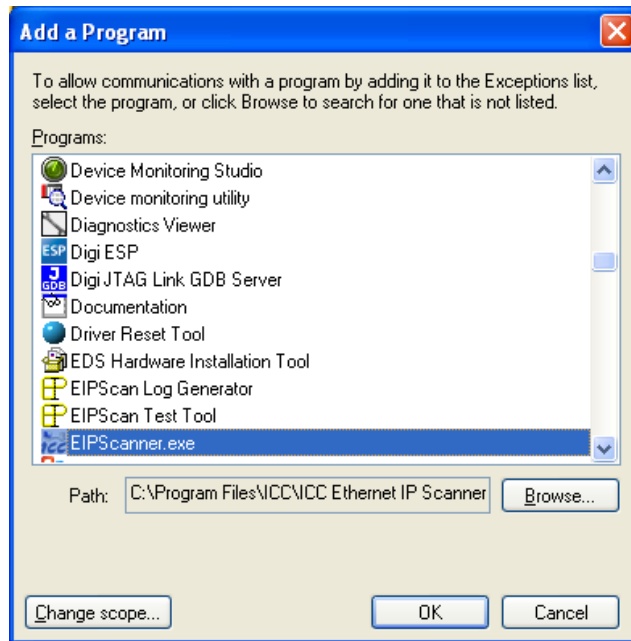 Add a Program
To allow communications with a program by adding it to the Exceptions list,
select the program, or click Browse to search for one that is not listed.
Programs:
Device Monitoring Studio
Device monitoring utility
Diagnostics Viewer
ESP Digi ESP
J GDB Digi JTAG Link GDB Server
Documentation
Driver Reset Tool
EDS Hardware Installation Tool
EIPScan Log Generator
EIPScan Test Tool
icc EIPScanner.exe
Path: C:\Program Files\ICC\ICC Ethernet IP Scanner Browse...
Change scope... OK Cancel